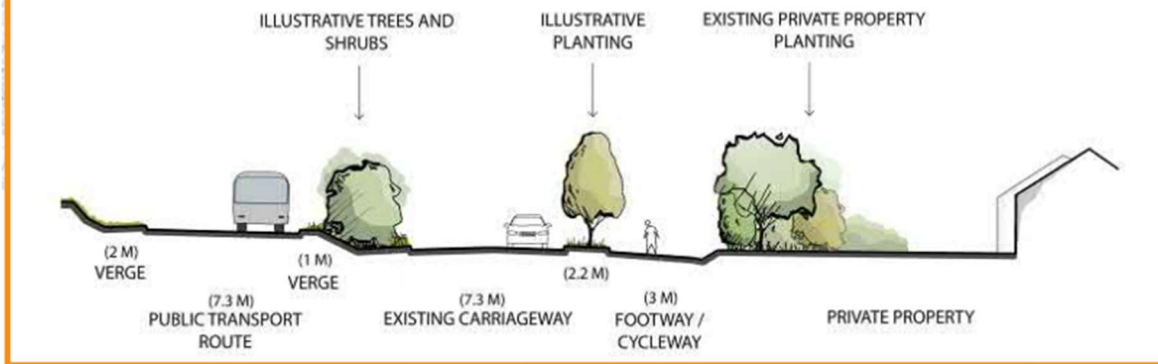 ILLUSTRATIVE TREES AND
SHRUBS
ILLUSTRATIVE
PLANTING
EXISTING PRIVATE PROPERTY
PLANTING
(2 M)
VERGE
(1 M)
VERGE
(7.3 M)
PUBLIC TRANSPORT
ROUTE
(7.3 M)
EXISTING CARRIAGEWAY
(2.2 M)
(3 M)
FOOTWAY /
CYCLEWAY
PRIVATE PROPERTY